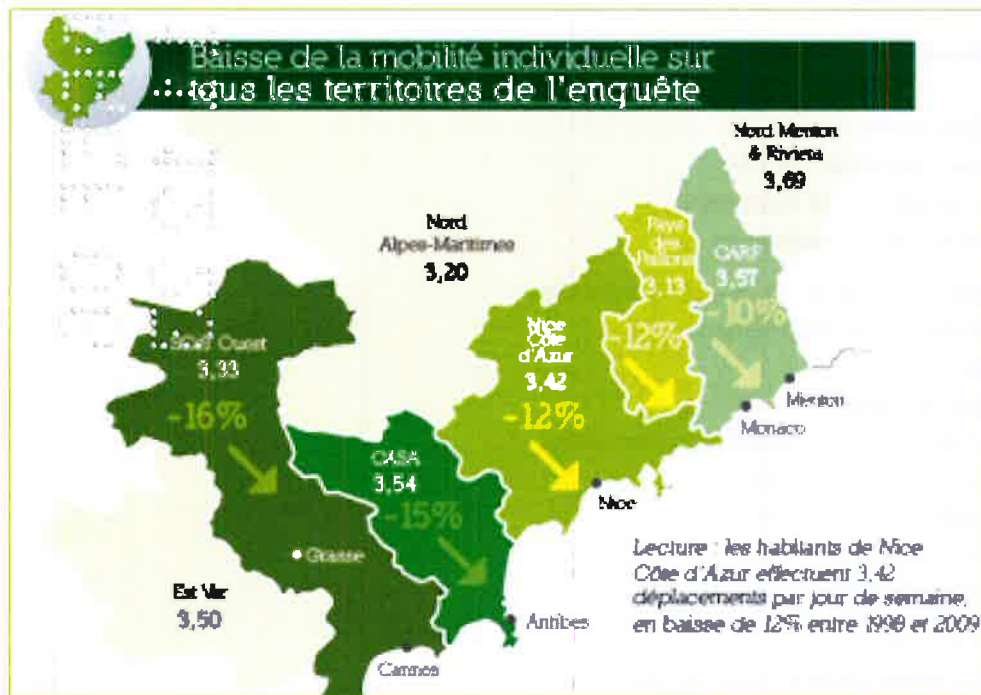 Baisse de la mobilité individuelle sur
tous les territoires de l'enquête
Nord Menton
& Riviera
3,69
Nord
Alpes-Maritimes
3,20
Pays
des
Paillons
3,13
-12%
CARF
3,57
-10%
Nice
Côte
d'Azur
3,42
-12%
Ouest
3,33
-16%
CASA
3,54
-15%
Menton
Monaco
Nice
Grasse
Est Var
3,50
Antibes
Cannes
Lecture : les habitants de Nice
Côte d'Azur effectuent 3,42
déplacements par jour de semaine,
en baisse de 12% entre 1998 et 2009